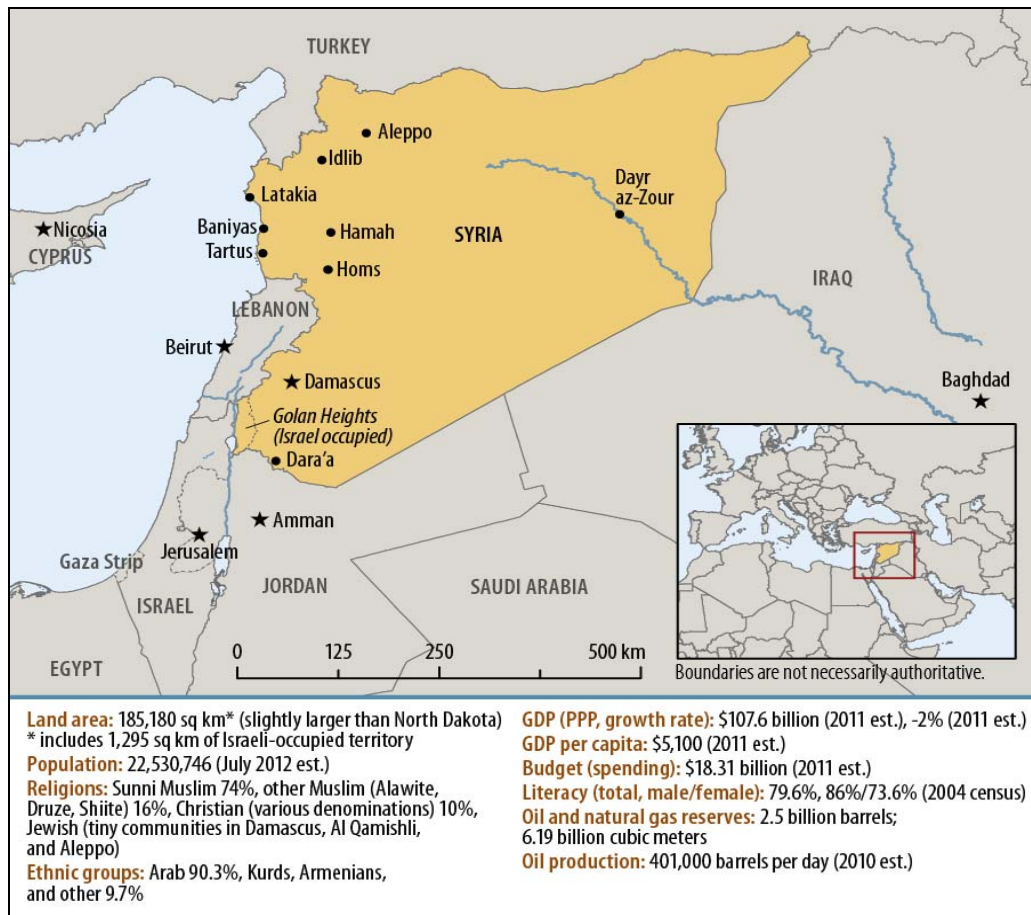 TURKEY
Aleppo
Idlib
Latakia
Dayr
az-Zour
Baniyas
Hamah
SYRIA
Nicosia
CYPRUS
Tartus
Homs
IRAQ
LEBANON
Beirut
Damascus
Baghdad
Golan Heights
(Israel occupied)
Dara'a
Amman
Jerusalem
Gaza Strip
ISRAEL
JORDAN
SAUDI ARABIA
EGYPT
0 125 250 500 km
Boundaries are not necessarily authoritative.
Land area: 185,180 sq km* (slightly larger than North Dakota)
* includes 1,295 sq km of Israeli-occupied territory
Population: 22,530,746 (July 2012 est.)
Religions: Sunni Muslim 74%, other Muslim (Alawite,
Druze, Shiite) 16%, Christian (various denominations) 10%,
Jewish (tiny communities in Damascus, Al Qamishli,
and Aleppo)
Ethnic groups: Arab 90.3%, Kurds, Armenians,
and other 9.7%
GDP (PPP, growth rate): $107.6 billion (2011 est.), -2% (2011 est.)
GDP per capita: $5,100 (2011 est.)
Budget (spending): $18.31 billion (2011 est.)
Literacy (total, male/female): 79.6%, 86%/73.6% (2004 census)
Oil and natural gas reserves: 2.5 billion barrels;
6.19 billion cubic meters
Oil production: 401,000 barrels per day (2010 est.)